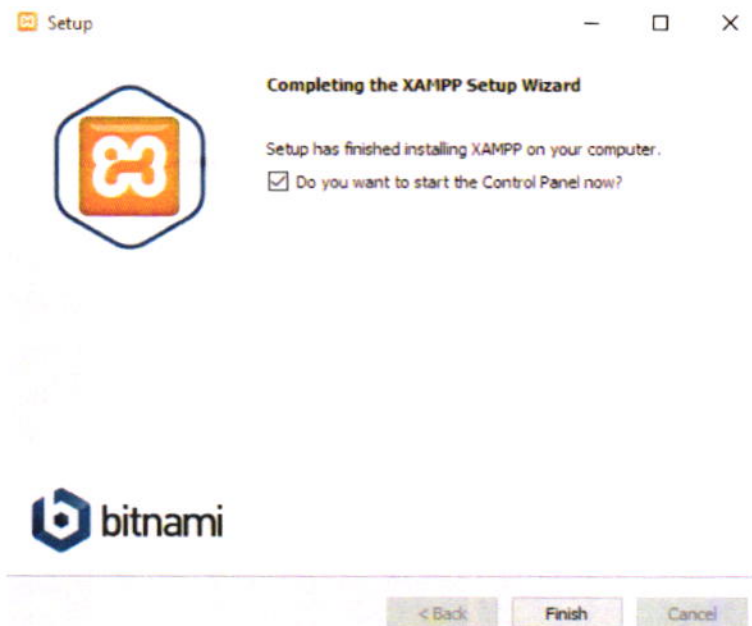 Setup
Completing the XAMPP Setup Wizard
Setup has finished installing XAMPP on your computer.
Do you want to start the Control Panel now?
bitnami
< Back Finish Cancel